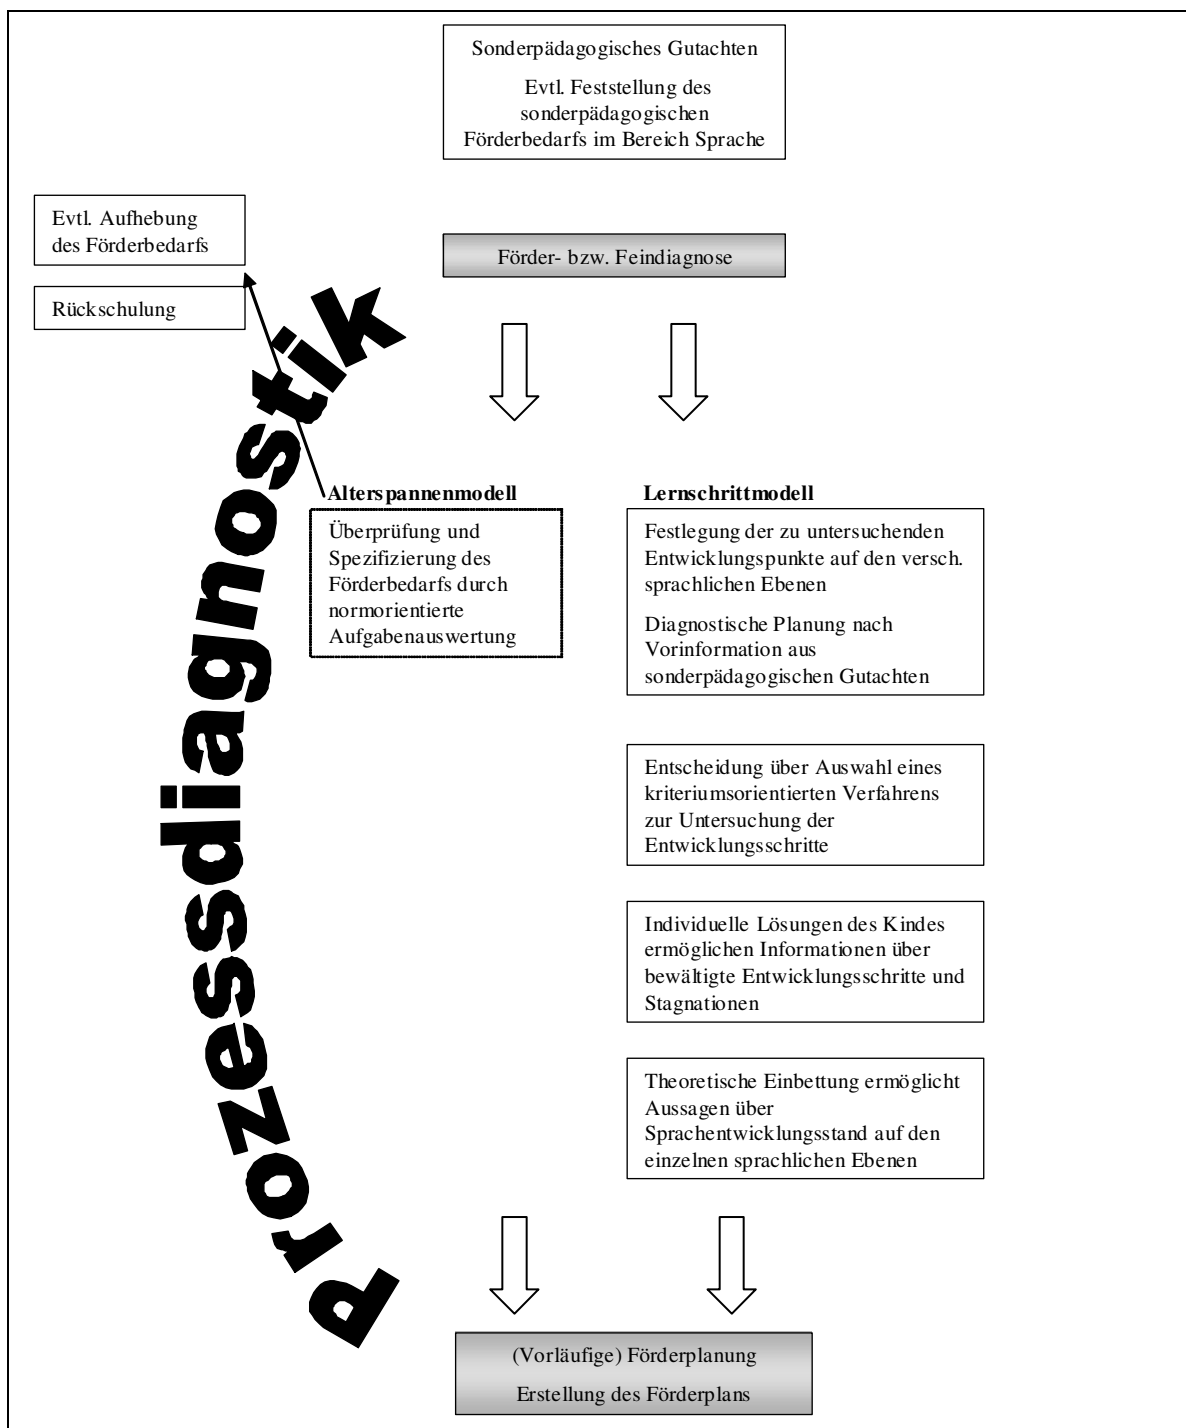 Sonderpädagogisches Gutachten
Evtl. Feststellung des
sonderpädagogischen
Förderbedarfs im Bereich Sprache
Evtl. Aufhebung
des Förderbedarfs
Rückschulung
Förder- bzw. Feindiagnose
Prozessdiagnostik
Alterspannenmodell
Überprüfung und
Spezifizierung des
Förderbedarfs durch
normorientierte
Aufgabenauswertung
Lernschrittmodell
Festlegung der zu untersuchenden
Entwicklungspunkte auf den versch.
sprachlichen Ebenen
Diagnostische Planung nach
Vorinformation aus
sonderpädagogischen Gutachten
Entscheidung über Auswahl eines
kriteriumsorientierten Verfahrens
zur Untersuchung der
Entwicklungsschritte
Individuelle Lösungen des Kindes
ermöglichen Informationen über
bewältigte Entwicklungsschritte und
Stagnationen
Theoretische Einbettung ermöglicht
Aussagen über
Sprachentwicklungsstand auf den
einzelnen sprachlichen Ebenen
(Vorläufige) Förderplanung
Erstellung des Förderplans